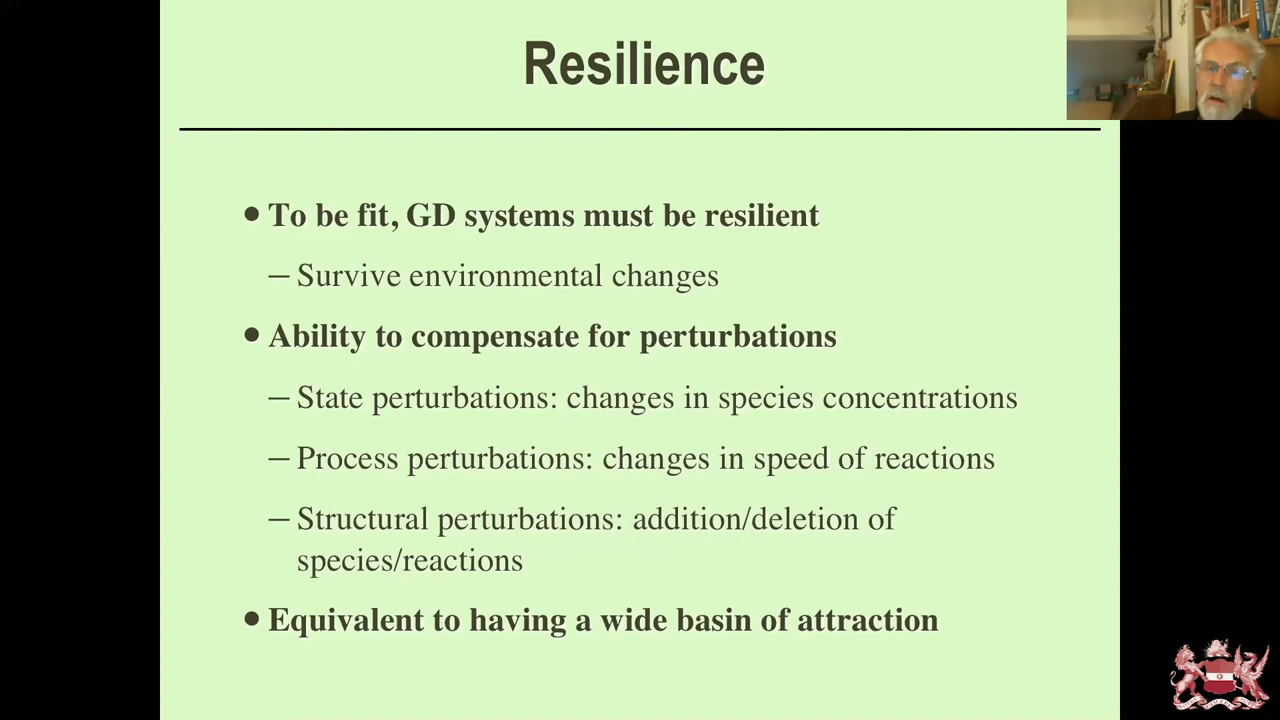 Resilience
• To be fit, GD systems must be resilient
– Survive environmental changes
• Ability to compensate for perturbations
– State perturbations: changes in species concentrations
– Process perturbations: changes in speed of reactions
– Structural perturbations: addition/deletion of
species/reactions
• Equivalent to having a wide basin of attraction